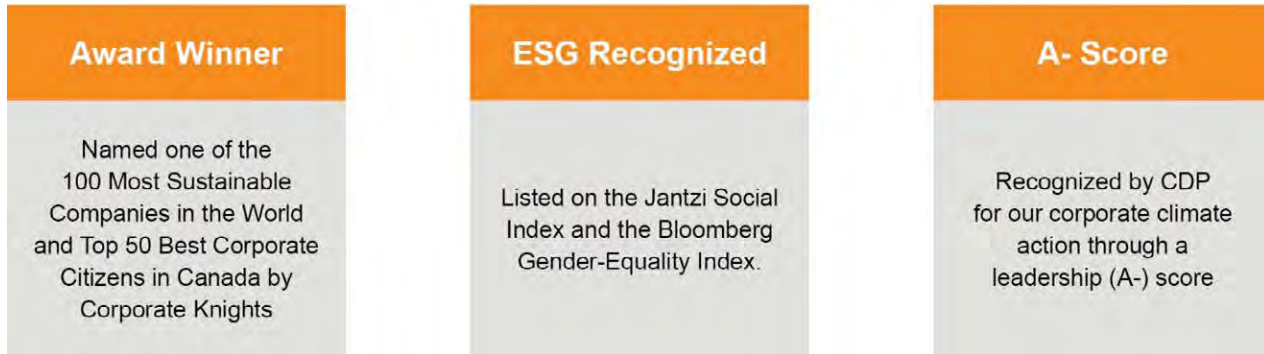 Award Winner
Named one of the
100 Most Sustainable
Companies in the World
and Top 50 Best Corporate
Citizens in Canada by
Corporate Knights
ESG Recognized
Listed on the Jantzi Social
Index and the Bloomberg
Gender-Equality Index.
A- Score
Recognized by CDP
for our corporate climate
action through a
leadership (A-) score